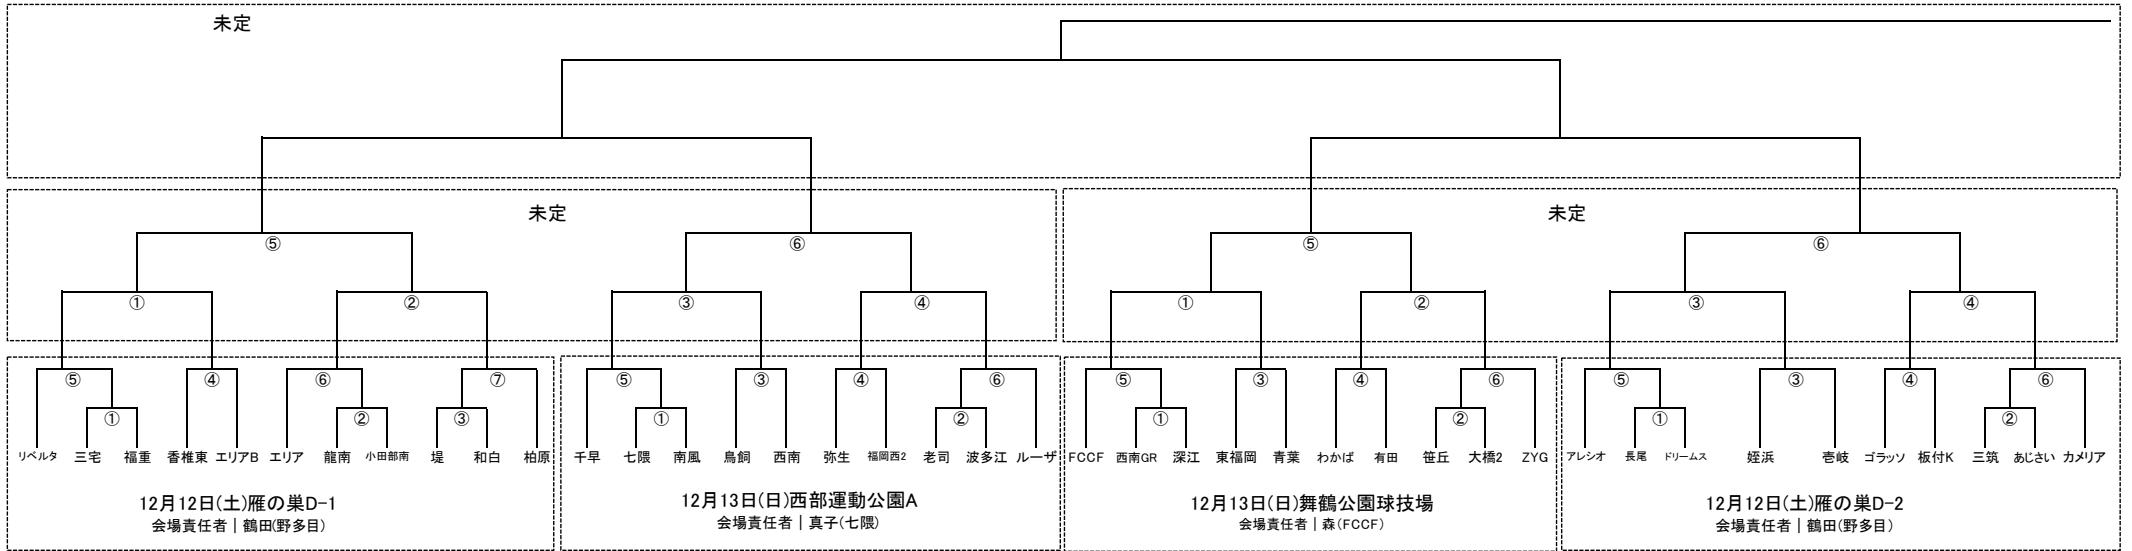 未定
未定
未定
⑤
⑥
⑤
⑥
①
②
③
④
①
②
③
④
⑤
④
⑥
⑦
⑤
③
④
⑥
⑤
③
④
⑥
⑤
③
④
⑥
①
②
③
①
②
①
②
①
②
リベルタ 三宅 福重 香椎東 エリアB エリア 龍南 小田部南 堤 和白 柏原
千早 七隈 南風 鳥飼 西南 弥生 福岡西2 老司 波多江 ルーザ
FCCF 西南GR 深江 東福岡 青葉 わかば 有田 笹丘 大橋2 ZYG
アレシオ 長尾 ドリームス 姪浜 壱岐 ゴラッソ 板付K 三筑 あじさい カメリア
12月12日(土)雁の巣D-1
会場責任者｜鶴田(野多目)
12月13日(日)西部運動公園A
会場責任者｜真子(七隈)
12月13日(日)舞鶴公園球技場
会場責任者｜森(FCCF)
12月12日(土)雁の巣D-2
会場責任者｜鶴田(野多目)